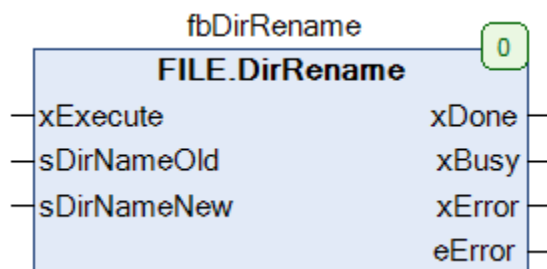 fbDirRename
0
FILE.DirRename
xExecute xDone
sDirNameOld xBusy
sDirNameNew xError
eError